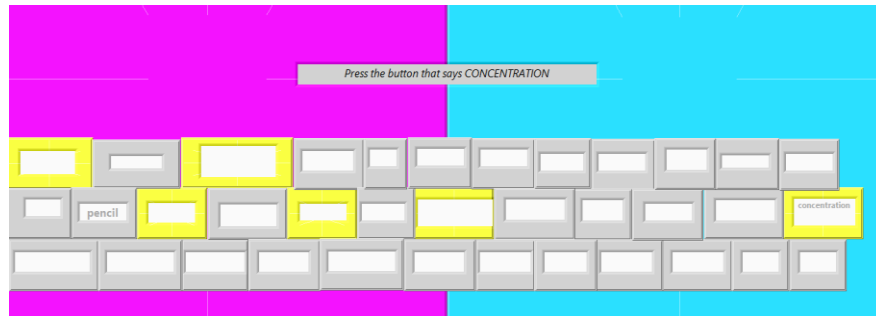 Press the button that says CONCENTRATION
pencil
concentration